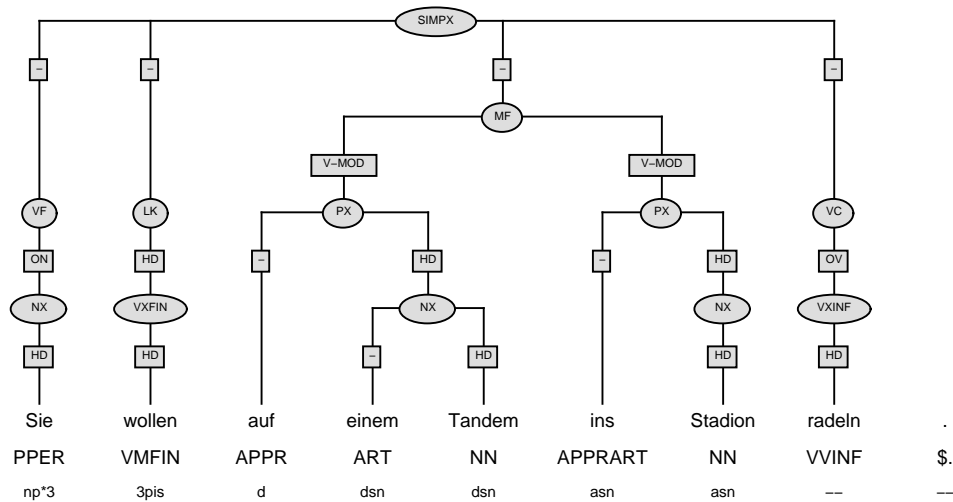 SIMPX
– – – –
MF
V–MOD V–MOD
VF LK PX PX VC
ON HD – HD – HD OV
NX VXFIN NX NX VXINF
HD HD – HD HD HD
Sie wollen auf einem Tandem ins Stadion radeln .
PPER VMFIN APPR ART NN APPRART NN VVINF $.
np*3 3pis d dsn dsn asn asn –– ––